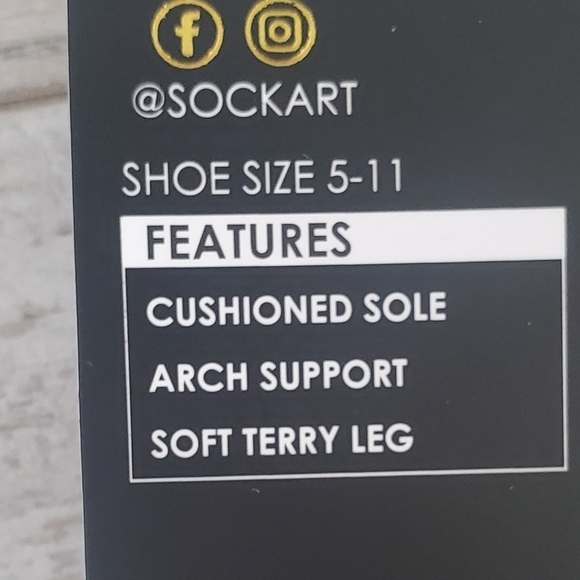 @SOCKART
SHOE SIZE 5-11
FEATURES
CUSHIONED SOLE
ARCH SUPPORT
SOFT TERRY LEG